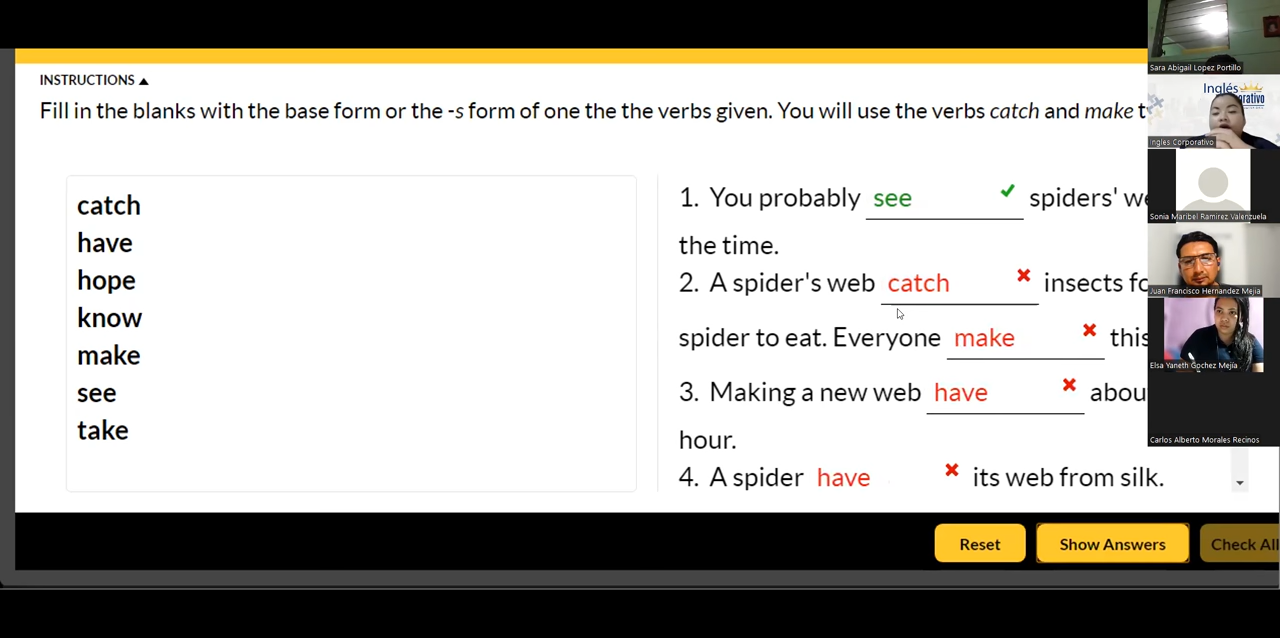 INSTRUCTIONS
Fill in the blanks with the base form or the -s form of one the the verbs given. You will use the verbs catch and make t
catch
have
hope
know
make
see
take
1. You probably see spiders' we
the time.
2. A spider's web catch insects fo
spider to eat. Everyone make this
3. Making a new web have abou
hour.
4. A spider have its web from silk.
Reset
Show Answers
Check All
Sara Abigail Lopez Portillo
Inglés
Ingles Corporativo
Sonia Maribel Ramirez Valenzuela
Juan Francisco Hernandez Mejia
Elsa Yaneth Gochez Mejía
Carlos Alberto Morales Recinos